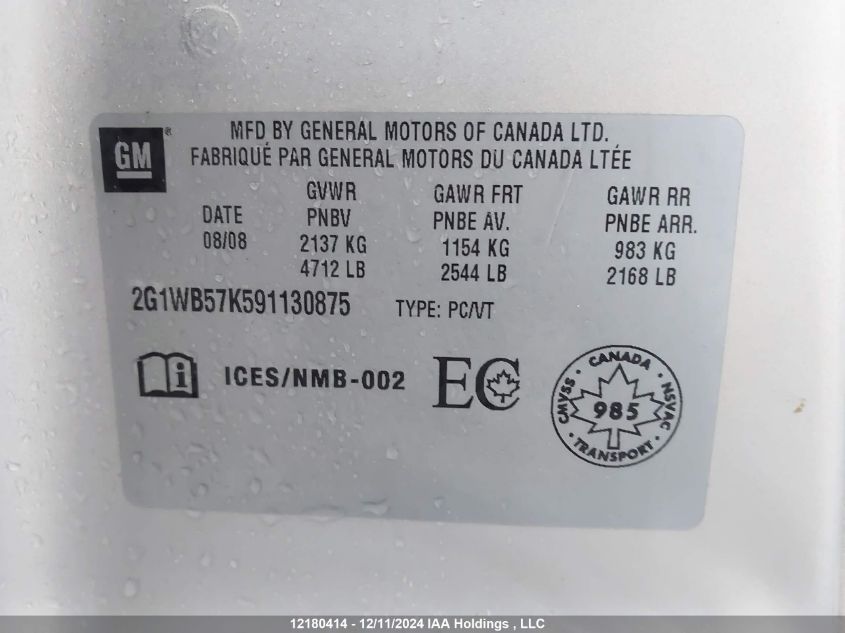 GM ®
MFD BY GENERAL MOTORS OF CANADA LTD.
FABRIQUÉ PAR GENERAL MOTORS DU CANADA LTÉE
DATE
08/08
GVWR
PNBV
2137 KG
4712 LB
GAWR FRT
PNBE AV.
1154 KG
2544 LB
GAWR RR
PNBE ARR.
983 KG
2168 LB
2G1WB57K591130875 TYPE: PC/VT
i ICES/NMB-002 EC
CANADA
CMVSS 985 NSVAC
TRANSPORT
12180414 - 12/11/2024 IAA Holdings , LLC